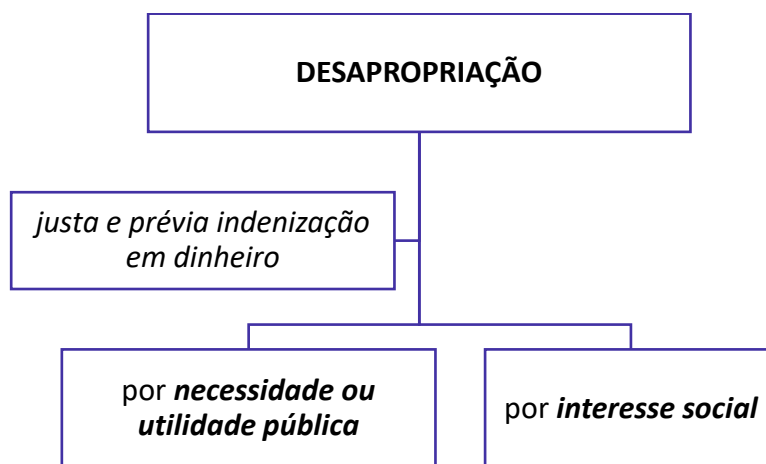 DESAPROPRIAÇÃO
justa e prévia indenização
em dinheiro
por necessidade ou
utilidade pública
por interesse social